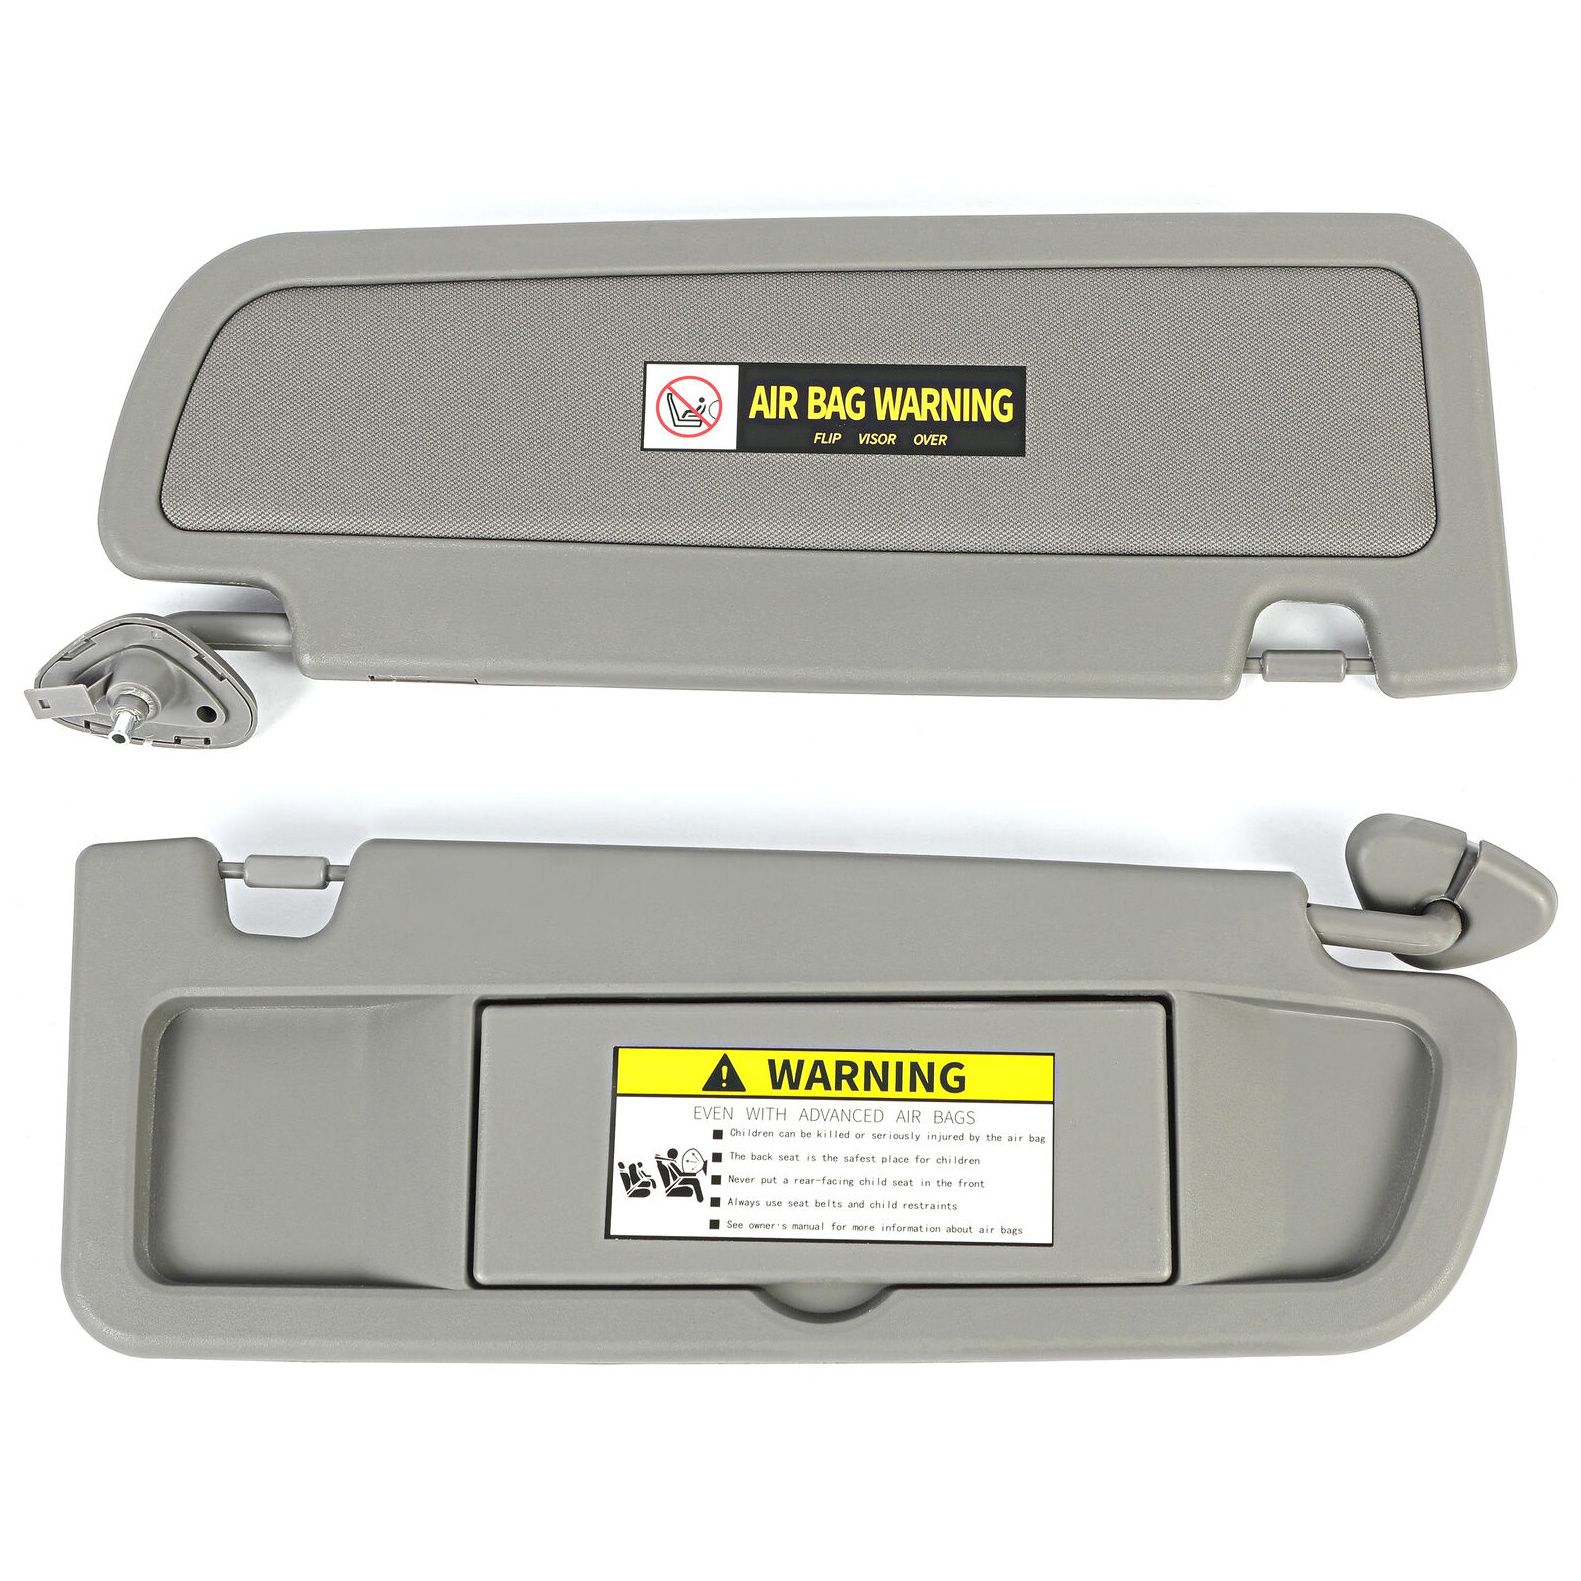 AIR BAG WARNING
FLIP VISOR OVER
WARNING
EVEN WITH ADVANCED AIR BAGS
Children can be killed or seriously injured by the air bag
The back seat is the safest place for children
Never put a rear-facing child seat in the front
Always use seat belts and child restraints
See owner's manual for more information about air bags